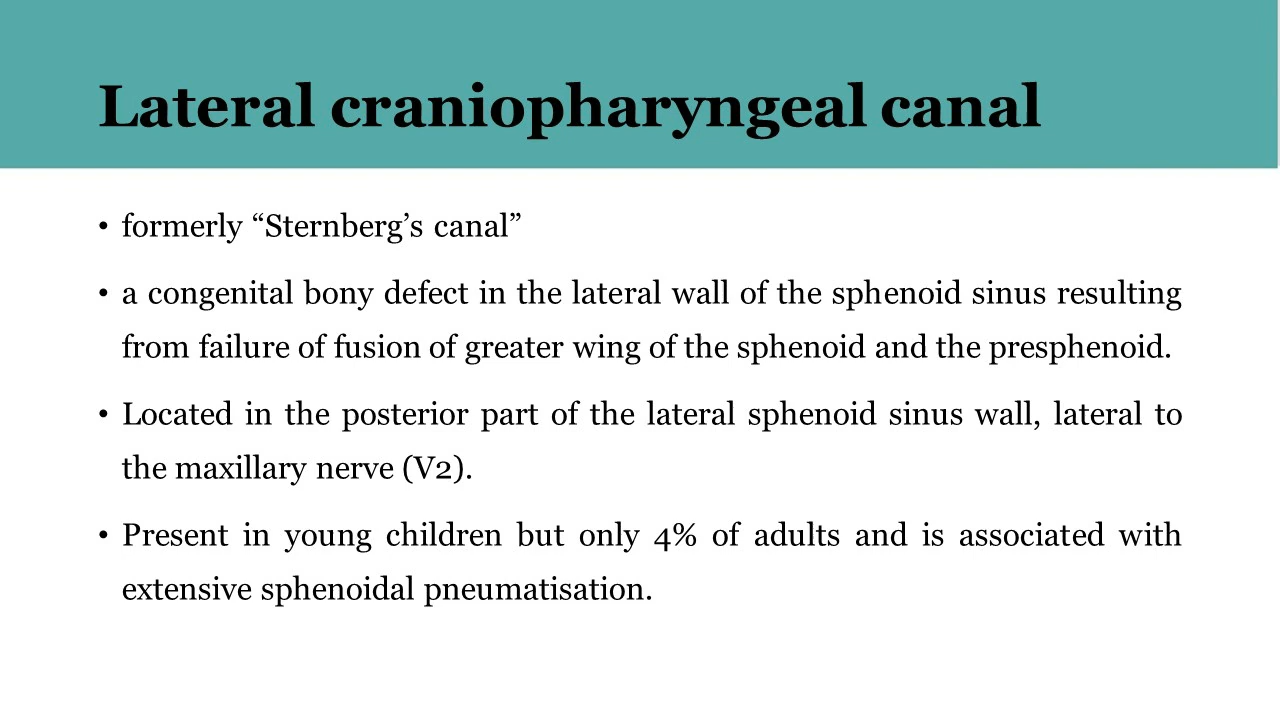 Lateral craniopharyngeal canal
• formerly “Sternberg’s canal”
• a congenital bony defect in the lateral wall of the sphenoid sinus resulting
from failure of fusion of greater wing of the sphenoid and the presphenoid.
• Located in the posterior part of the lateral sphenoid sinus wall, lateral to
the maxillary nerve (V2).
• Present in young children but only 4% of adults and is associated with
extensive sphenoidal pneumatisation.